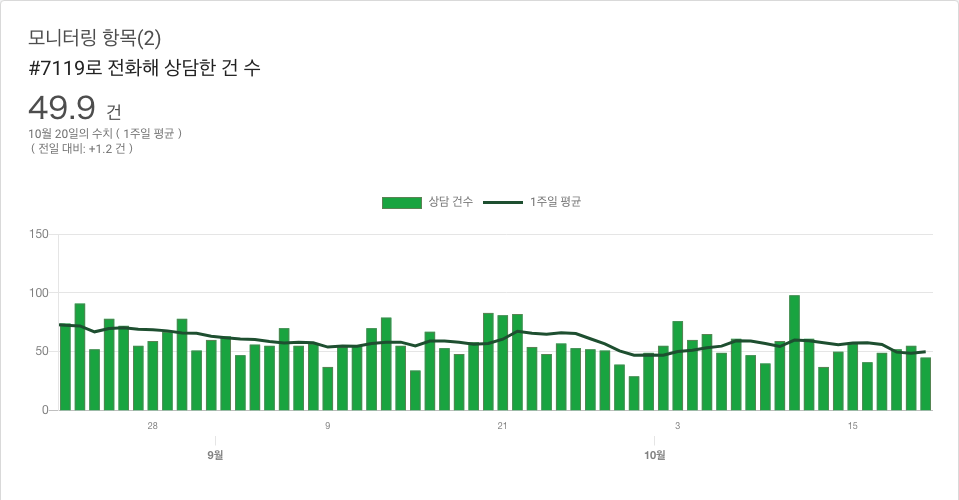 모니터링 항목(2)
#7119로 전화해 상담한 건 수
49.9 건
10월 20일의 수치 ( 1주일 평균 )
( 전일 대비: +1.2 건 )
상담 건수 1주일 평균
150
100
50
0
28 9 21 3 15
9월 10월